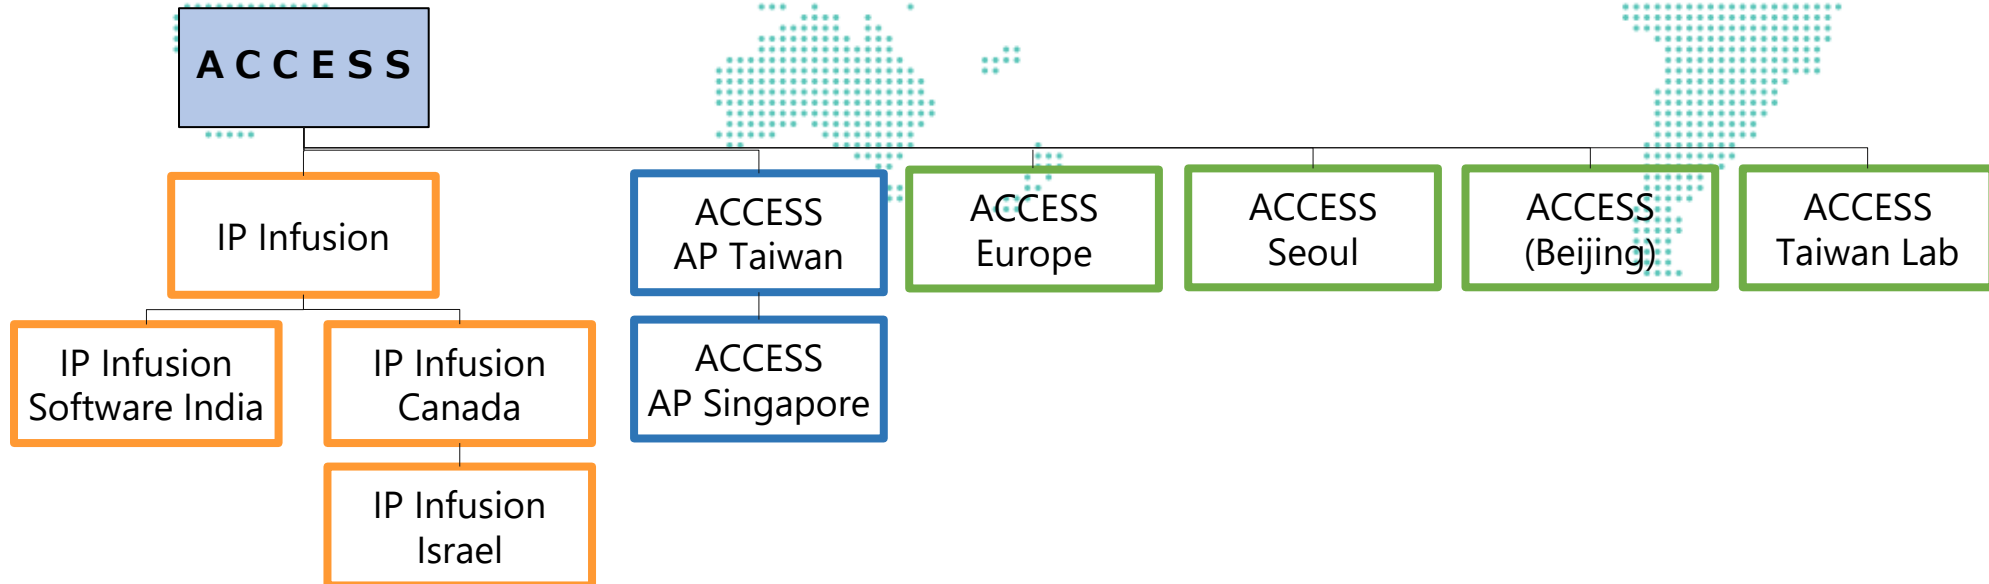 ACCESS
IP Infusion
ACCESS
AP Taiwan
ACCESS
Europe
ACCESS
Seoul
ACCESS
(Beijing)
ACCESS
Taiwan Lab
IP Infusion
Software India
IP Infusion
Canada
ACCESS
AP Singapore
IP Infusion
Israel